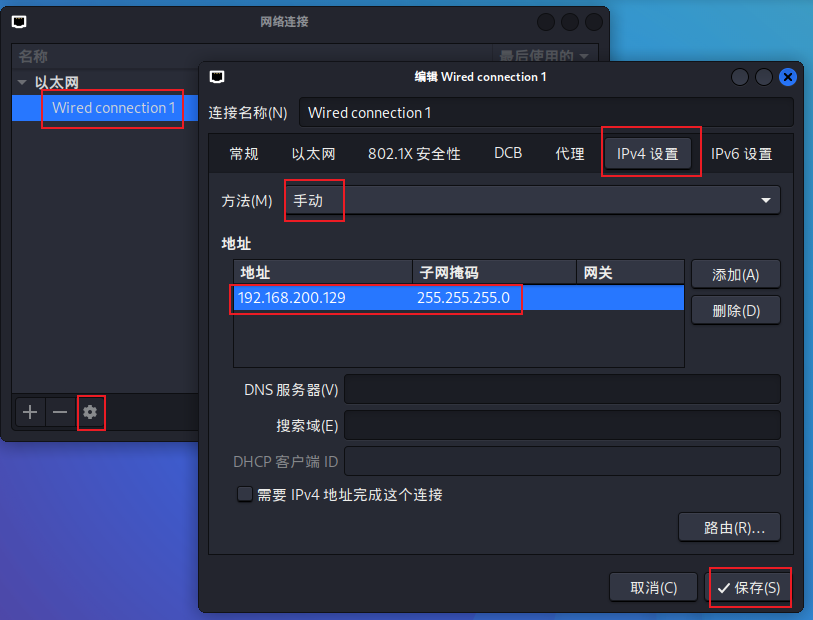 网络连接
名称 最后使用的
以太网
Wired connection 1
编辑 Wired connection 1
连接名称(N) Wired connection 1
常规 以太网 802.1X 安全性 DCB 代理 IPv4 设置 IPv6 设置
方法(M) 手动
地址
地址 子网掩码 网关
192.168.200.129 255.255.255.0
添加(A)
删除(D)
DNS 服务器(V)
搜索域(E)
DHCP 客户端 ID
需要 IPv4 地址完成这个连接
路由(R)...
取消(C) 保存(S)